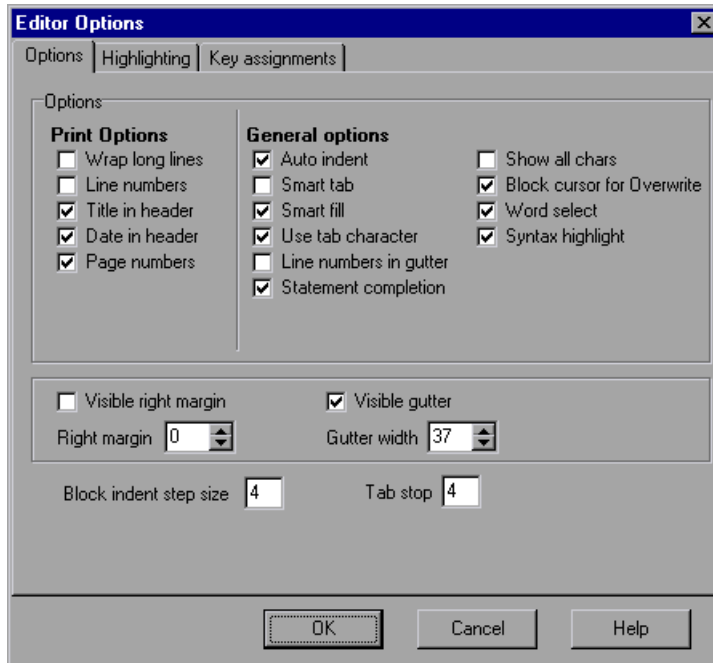 Editor Options
Options Highlighting Key assignments
Options
Print Options
Wrap long lines
Line numbers
Title in header
Date in header
Page numbers
General options
Auto indent
Smart tab
Smart fill
Use tab character
Line numbers in gutter
Statement completion
Show all chars
Block cursor for Overwrite
Word select
Syntax highlight
Visible right margin
Right margin 0
Visible gutter
Gutter width 37
Block indent step size 4
Tab stop 4
OK Cancel Help